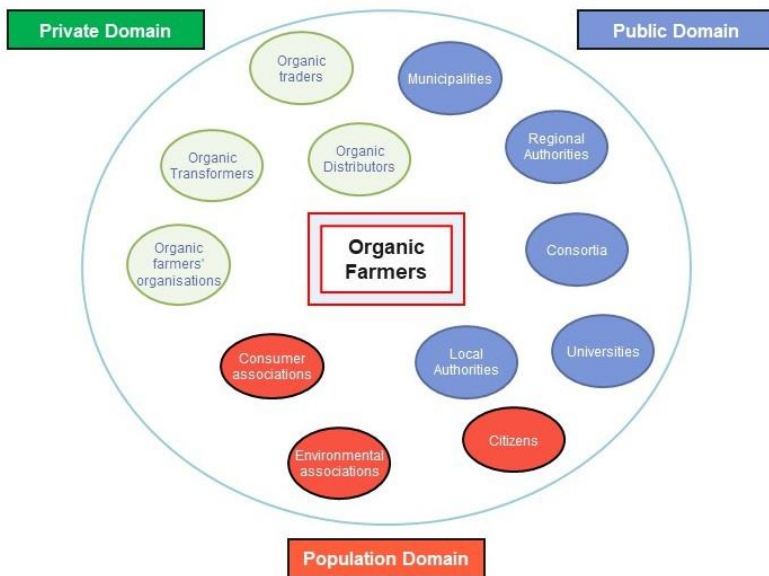 Private Domain
Public Domain
Organic
traders
Municipalities
Regional
Authorities
Organic
Transformers
Organic
Distributors
Organic
Farmers
Organic
farmers'
organisations
Consortia
Consumer
associations
Local
Authorities
Universities
Environmental
associations
Citizens
Population Domain